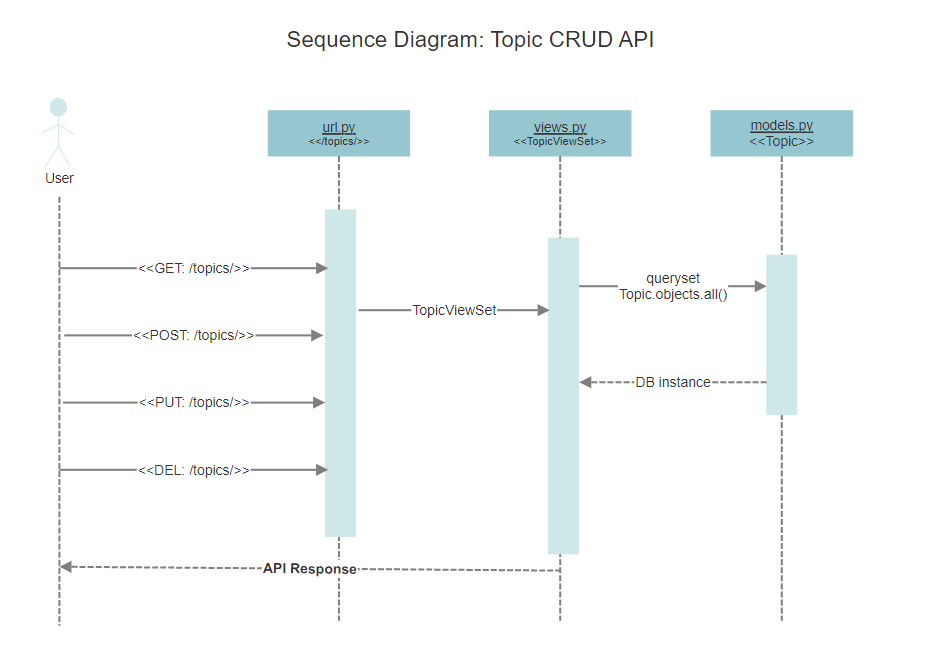 Sequence Diagram: Topic CRUD API
User
url.py
<</topics/>>
views.py
<<TopicViewSet>>
models.py
<<Topic>>
<<GET: /topics/>>
queryset
Topic.objects.all()
TopicViewSet
<<POST: /topics/>>
DB instance
<<PUT: /topics/>>
<<DEL: /topics/>>
API Response